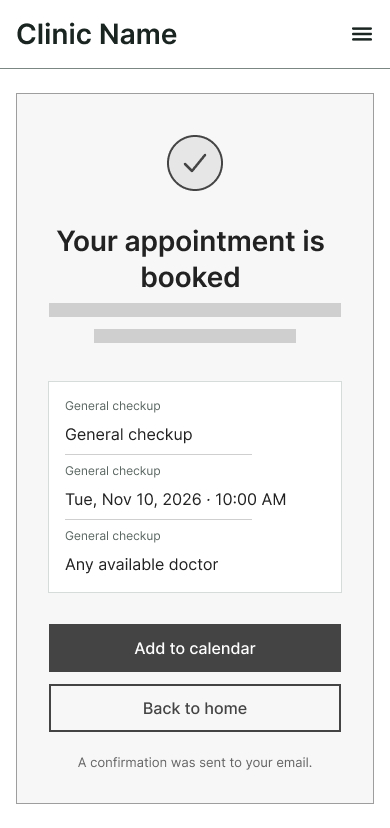 Clinic Name
Your appointment is
booked
General checkup
General checkup
General checkup
Tue, Nov 10, 2026 · 10:00 AM
General checkup
Any available doctor
Add to calendar
Back to home
A confirmation was sent to your email.